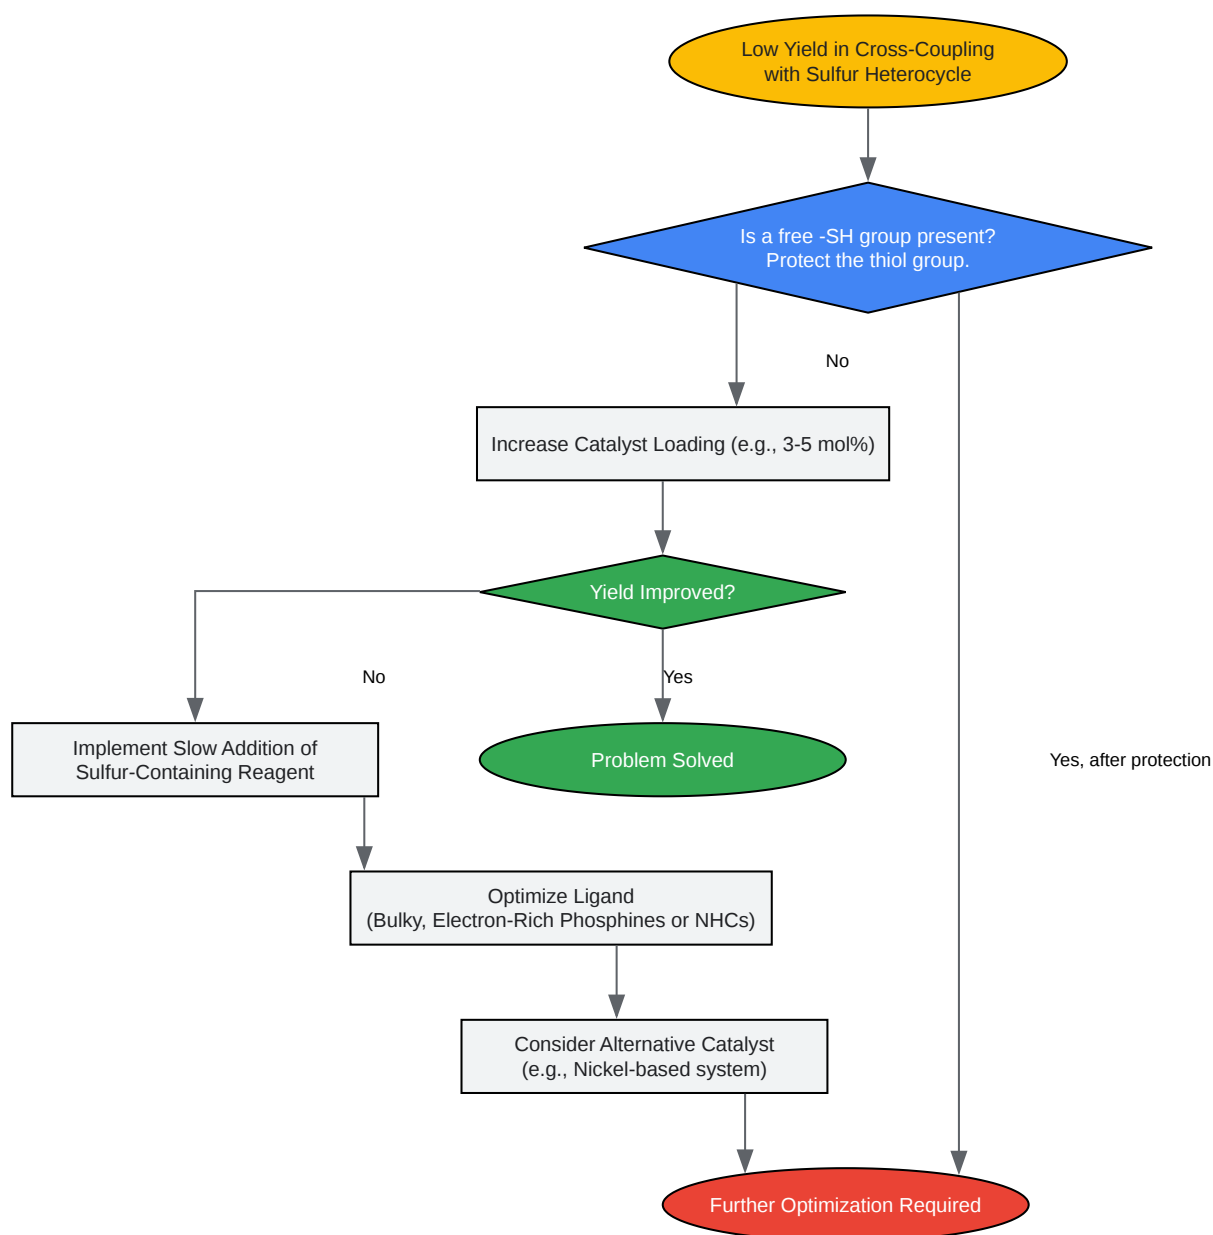 Low Yield in Cross-Coupling
with Sulfur Heterocycle
Is a free -SH group present?
Protect the thiol group.
No
Increase Catalyst Loading (e.g., 3-5 mol%)
Yield Improved?
No
Yes
Implement Slow Addition of
Sulfur-Containing Reagent
Problem Solved
Yes, after protection
Optimize Ligand
(Bulky, Electron-Rich Phosphines or NHCs)
Consider Alternative Catalyst
(e.g., Nickel-based system)
Further Optimization Required